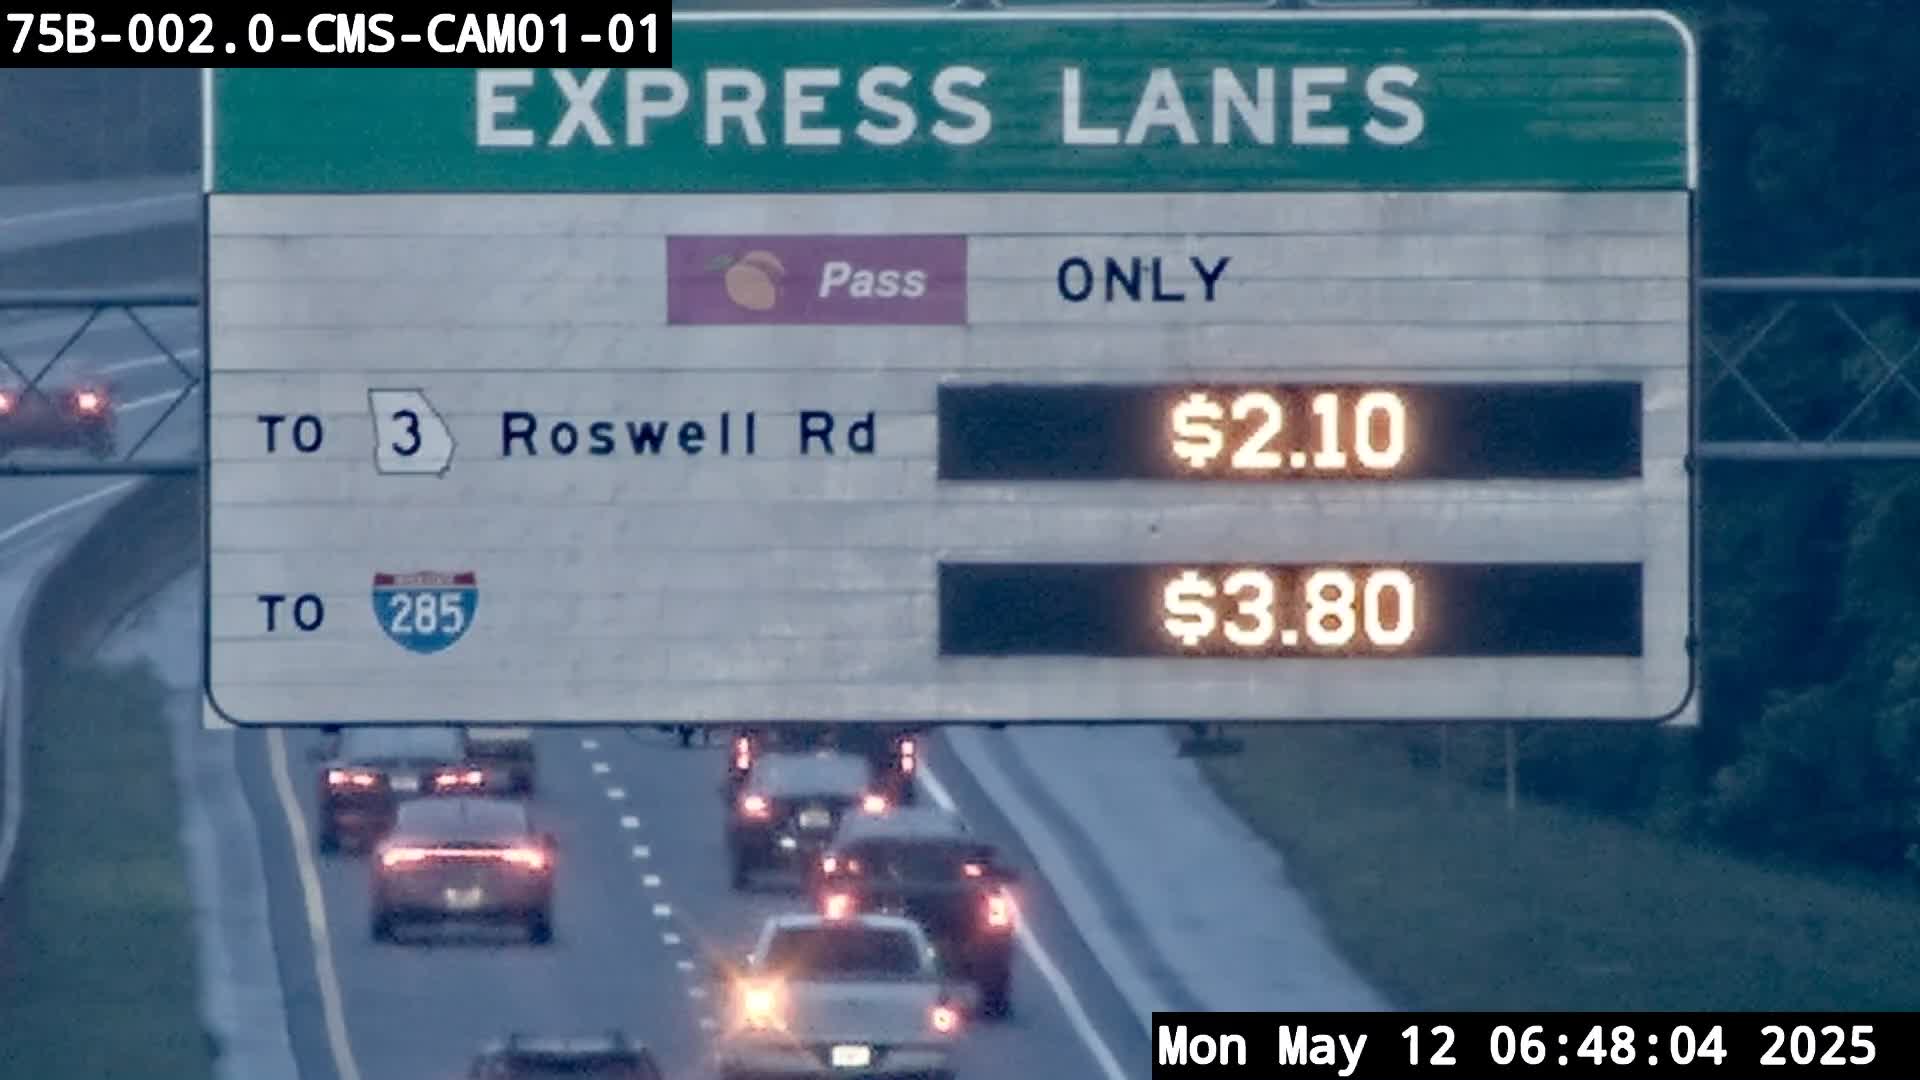 75B-002.0-CMS-CAM01-01
EXPRESS LANES
Pass ONLY
TO 3 Roswell Rd $2.10
TO 285 $3.80
Mon May 12 06:48:04 2025